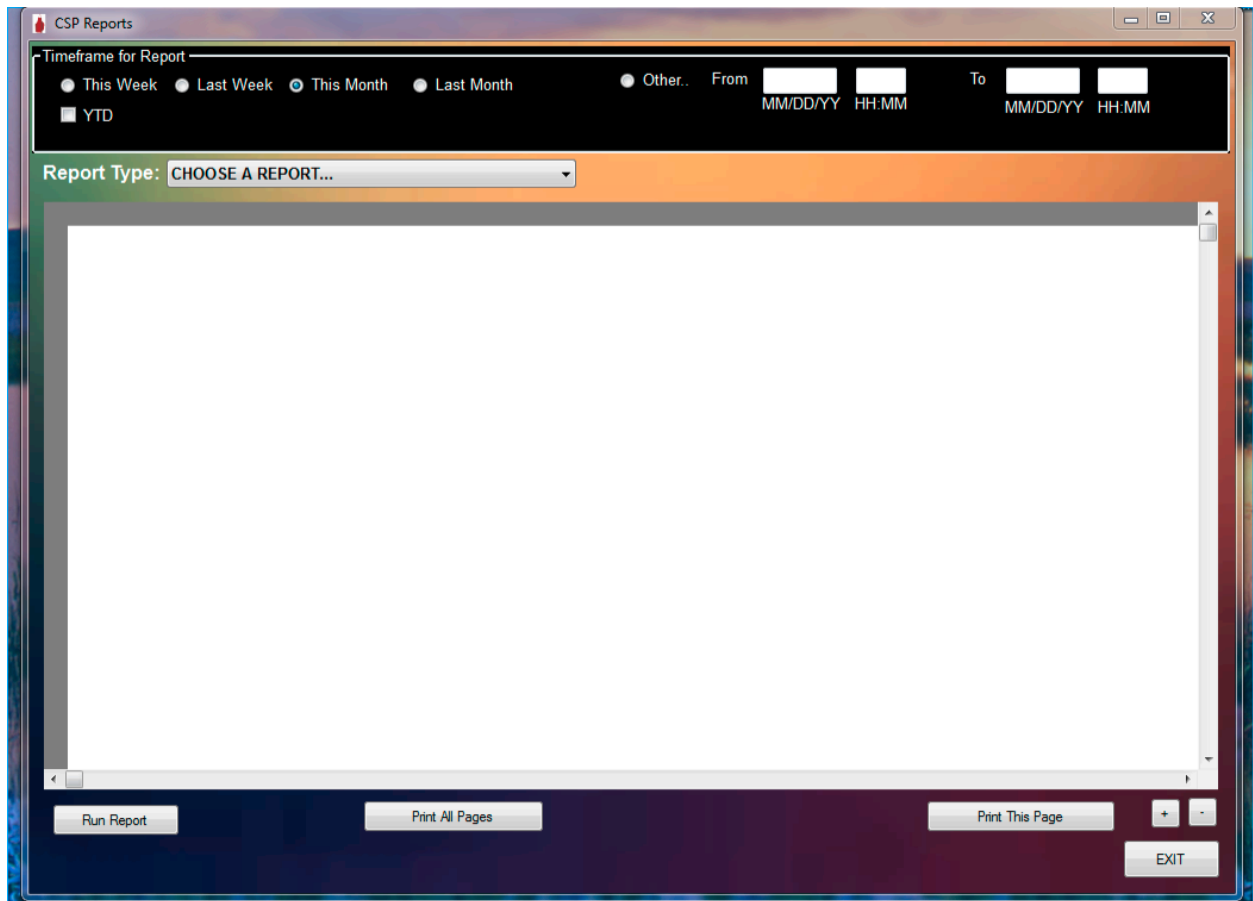 CSP Reports
Timeframe for Report
This Week Last Week This Month Last Month Other.. From To
MM/DD/YY HH:MM MM/DD/YY HH:MM
YTD
Report Type: CHOOSE A REPORT...
Run Report Print All Pages Print This Page + -
EXIT